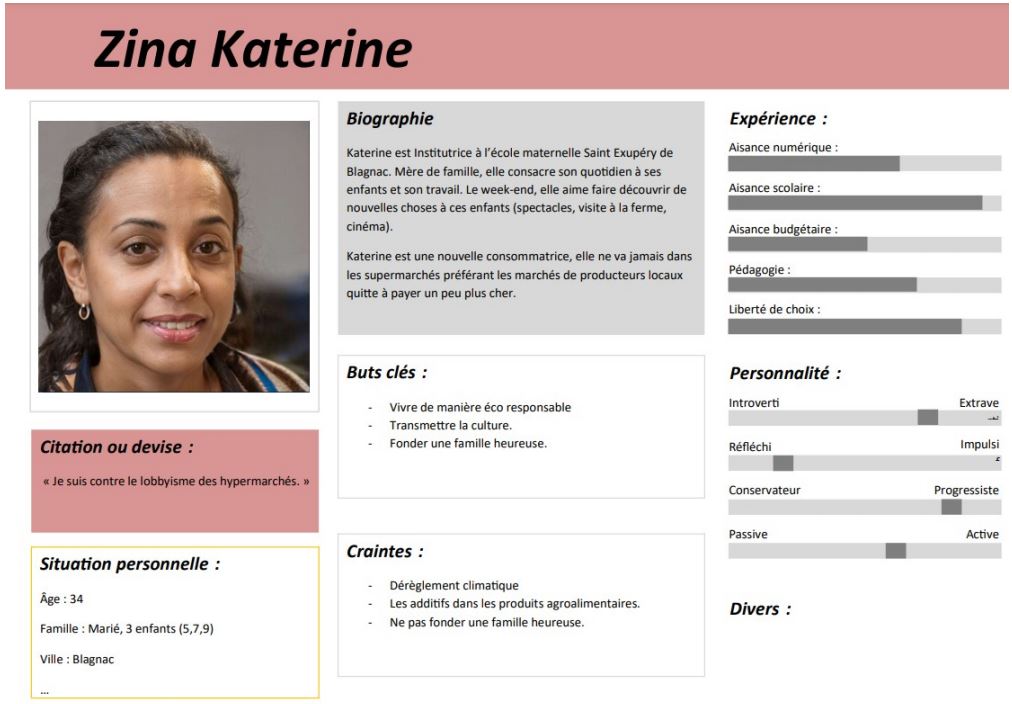 Zina Katerine
Citation ou devise :
« Je suis contre le lobbyisme des hypermarchés. »
Situation personnelle :
Âge : 34
Famille : Marié, 3 enfants (5,7,9)
Ville : Blagnac
...
Biographie
Katerine est Institutrice à l'école maternelle Saint Exupéry de
Blagnac. Mère de famille, elle consacre son quotidien à ses
enfants et son travail. Le week-end, elle aime faire découvrir de
nouvelles choses à ces enfants (spectacles, visite à la ferme,
cinéma).
Katerine est une nouvelle consommatrice, elle ne va jamais dans
les supermarchés préférant les marchés de producteurs locaux
quitte à payer un peu plus cher.
Buts clés :
- Vivre de manière éco responsable
- Transmettre la culture.
- Fonder une famille heureuse.
Craintes :
- Dérèglement climatique
- Les additifs dans les produits agroalimentaires.
- Ne pas fonder une famille heureuse.
Expérience :
Aisance numérique :
Aisance scolaire :
Aisance budgétaire :
Pédagogie :
Liberté de choix :
Personnalité :
Introverti Extrave
Réfléchi Impulsi
Conservateur Progressiste
Passive Active
Divers :